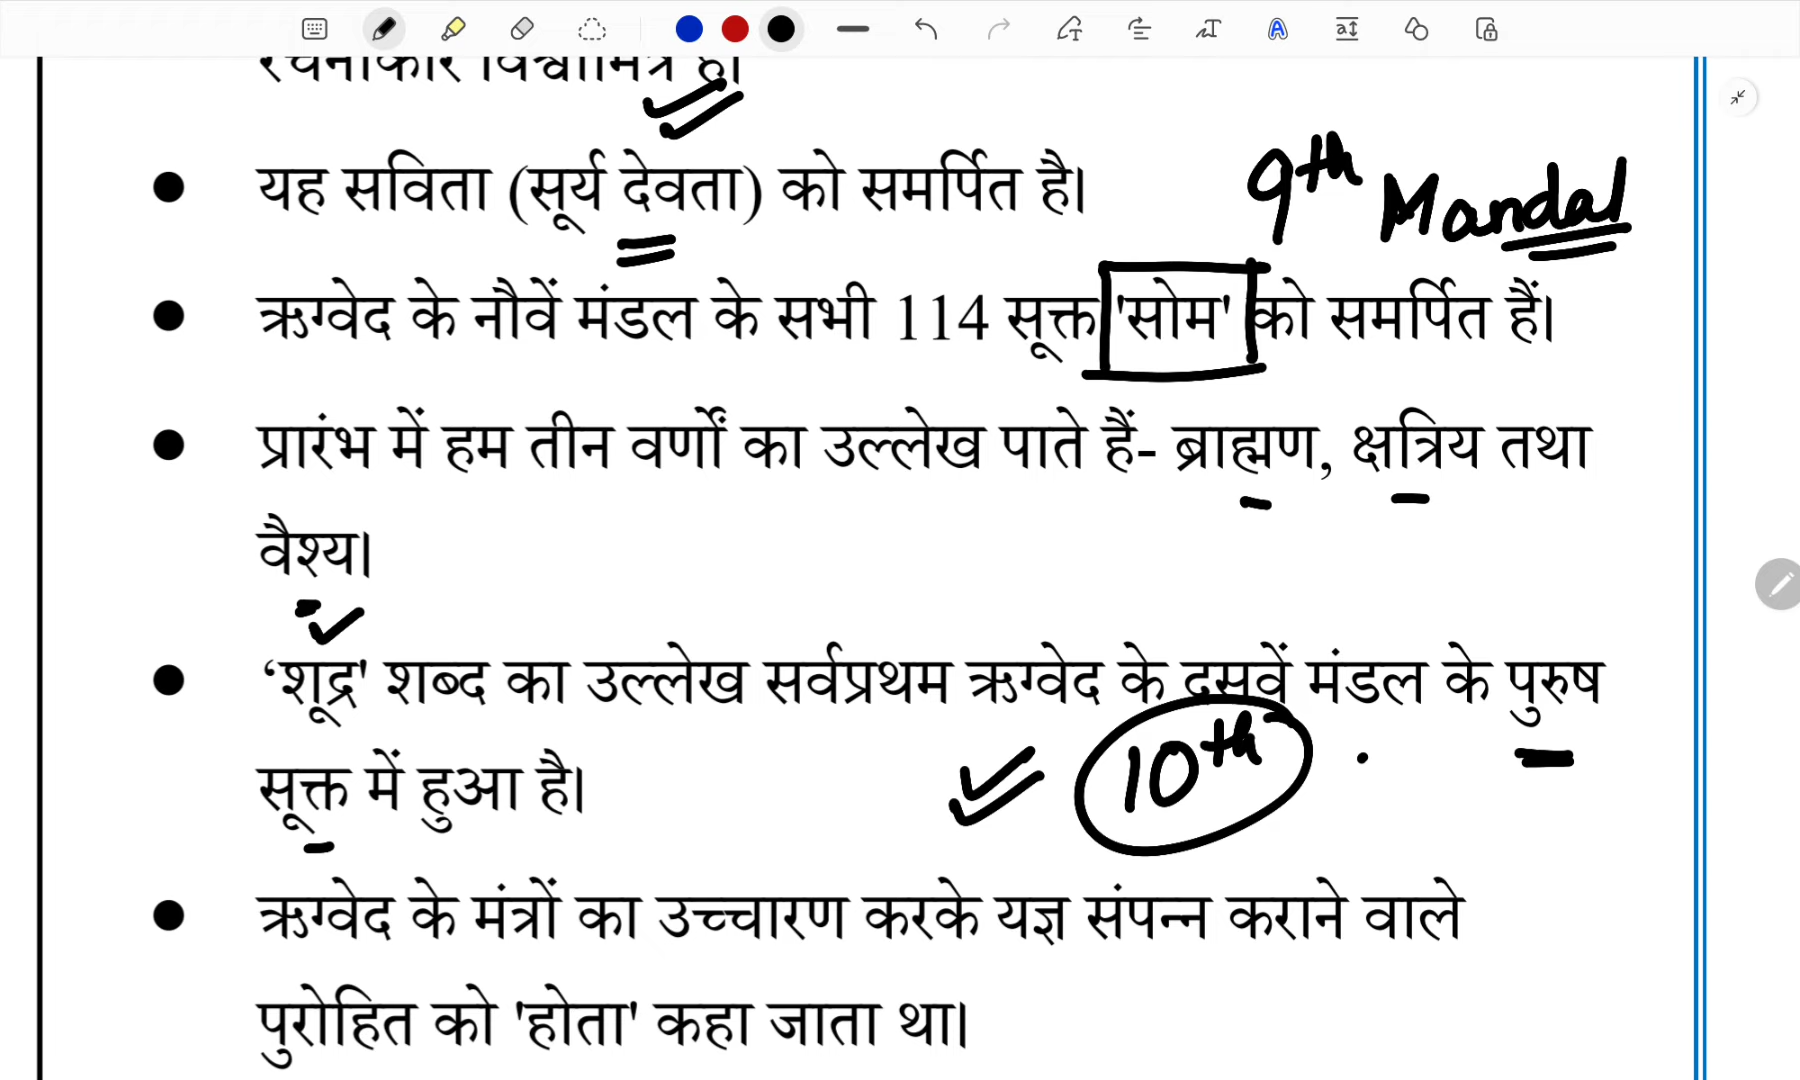 रचनाकार विश्वामित्र है।
यह सविता (सूर्य देवता) को समर्पित है।
9th Mandal
ऋग्वेद के नौवें मंडल के सभी 114 सूक्त 'सोम' को समर्पित हैं।
प्रारंभ में हम तीन वर्णों का उल्लेख पाते हैं- ब्राह्मण, क्षत्रिय तथा
वैश्य।
‘शूद्र' शब्द का उल्लेख सर्वप्रथम ऋग्वेद के दसवें मंडल के पुरुष
सूक्त में हुआ है।
10th
ऋग्वेद के मंत्रों का उच्चारण करके यज्ञ संपन्न कराने वाले
पुरोहित को 'होता' कहा जाता था।